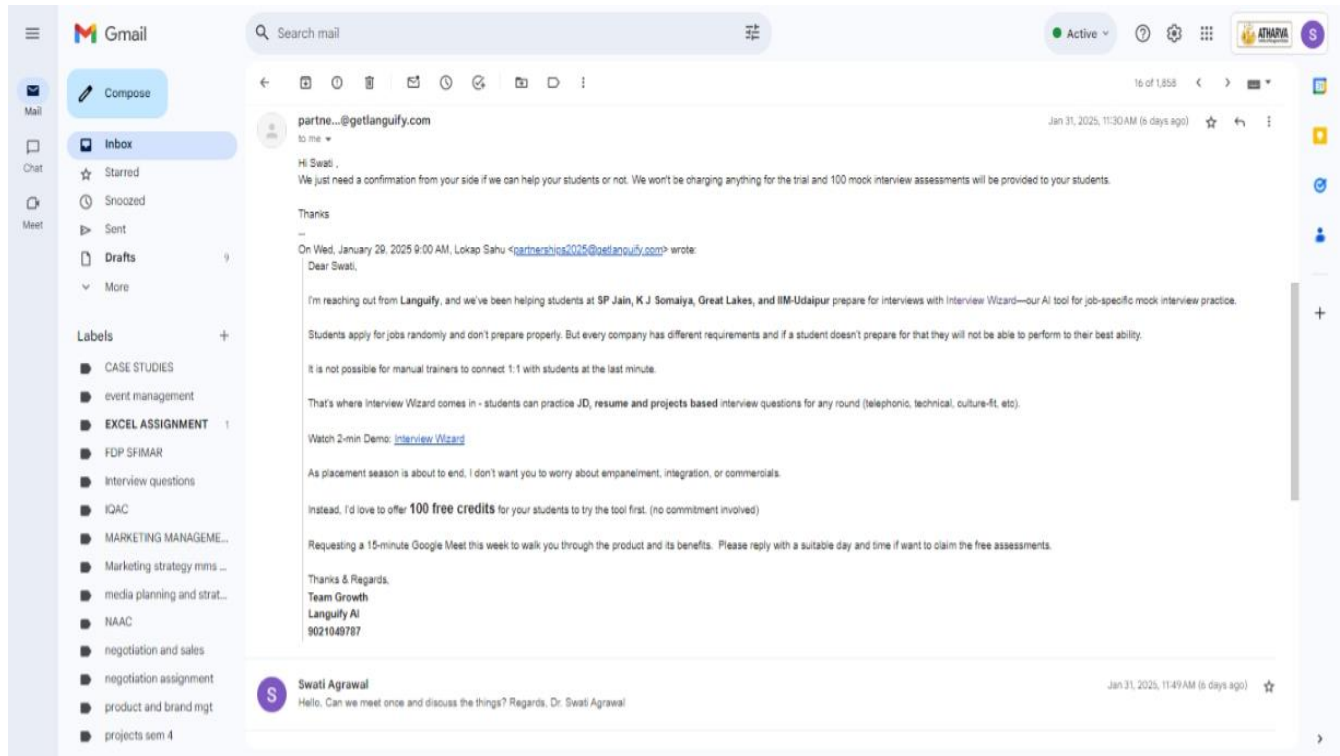 Gmail
Search mail
Active
ATHARVA
S
Mail
Chat
Meet
Compose
Inbox
Starred
Snoozed
Sent
Drafts 9
More
Labels
CASE STUDIES
event management
EXCEL ASSIGNMENT 1
FDP SFIMAR
Interview questions
IQAC
MARKETING MANAGEME...
Marketing strategy mms ...
media planning and strat...
NAAC
negotiation and sales
negotiation assignment
product and brand mgt
projects sem 4
16 of 1,858
partne...@getlanguify.com
Jan 31, 2025, 11:30 AM (6 days ago)
to me
Hi Swati ,
We just need a confirmation from your side if we can help your students or not. We won't be charging anything for the trial and 100 mock interview assessments will be provided to your students.
Thanks
...
On Wed, January 29, 2025 9:00 AM, Lokap Sahu <partnerships2025@getlanguify.com> wrote:
Dear Swati,
I'm reaching out from Languify, and we've been helping students at SP Jain, K J Somaiya, Great Lakes, and IIM-Udaipur prepare for interviews with Interview Wizard—our AI tool for job-specific mock interview practice.
Students apply for jobs randomly and don't prepare properly. But every company has different requirements and if a student doesn't prepare for that they will not be able to perform to their best ability.
It is not possible for manual trainers to connect 1:1 with students at the last minute.
That's where Interview Wizard comes in - students can practice JD, resume and projects based interview questions for any round (telephonic, technical, culture-fit, etc).
Watch 2-min Demo: Interview Wizard
As placement season is about to end, I don't want you to worry about empanelment, integration, or commercials.
Instead, I'd love to offer 100 free credits for your students to try the tool first. (no commitment involved)
Requesting a 15-minute Google Meet this week to walk you through the product and its benefits. Please reply with a suitable day and time if want to claim the free assessments.
Thanks & Regards,
Team Growth
Languify AI
9021049787
S
Swati Agrawal
Jan 31, 2025, 11:49 AM (6 days ago)
Hello, Can we meet once and discuss the things? Regards, Dr. Swati Agrawal